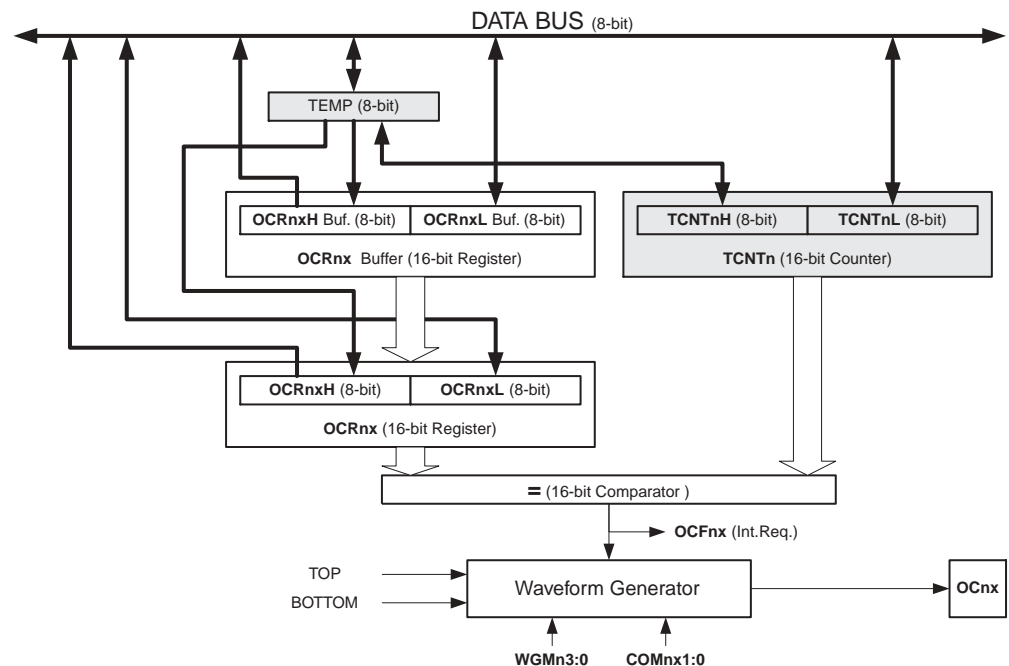 DATA BUS (8-bit)
TEMP (8-bit)
OCRnxH Buf. (8-bit) OCRnxL Buf. (8-bit)
OCRnx Buffer (16-bit Register)
TCNTnH (8-bit) TCNTnL (8-bit)
TCNTn (16-bit Counter)
OCRnxH (8-bit) OCRnxL (8-bit)
OCRnx (16-bit Register)
= (16-bit Comparator )
OCFnx (Int.Req.)
TOP
BOTTOM
Waveform Generator
OCnx
WGMn3:0 COMnx1:0